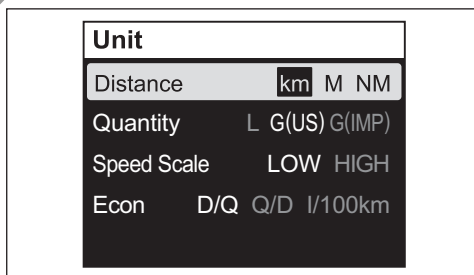 Unit
Distance km M NM
Quantity L G(US) G(IMP)
Speed Scale LOW HIGH
Econ D/Q Q/D l/100km